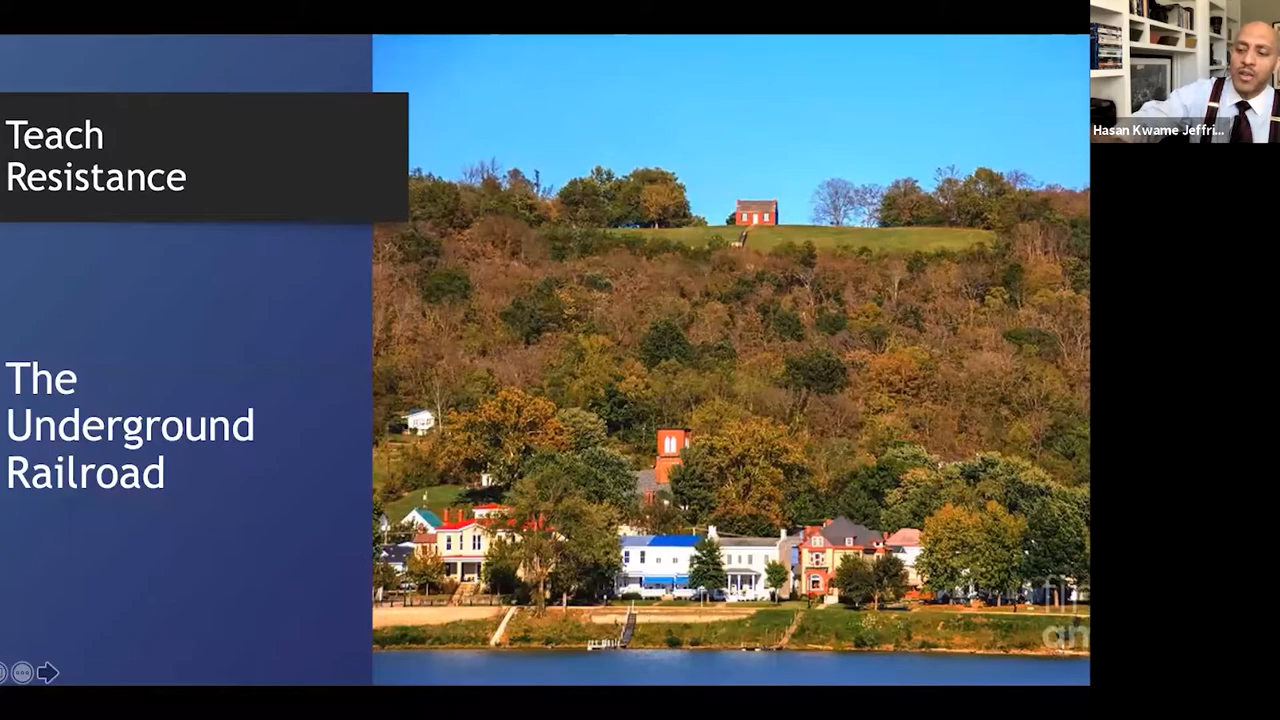 Teach
Resistance
The
Underground
Railroad
Hasan Kwame Jeffri...